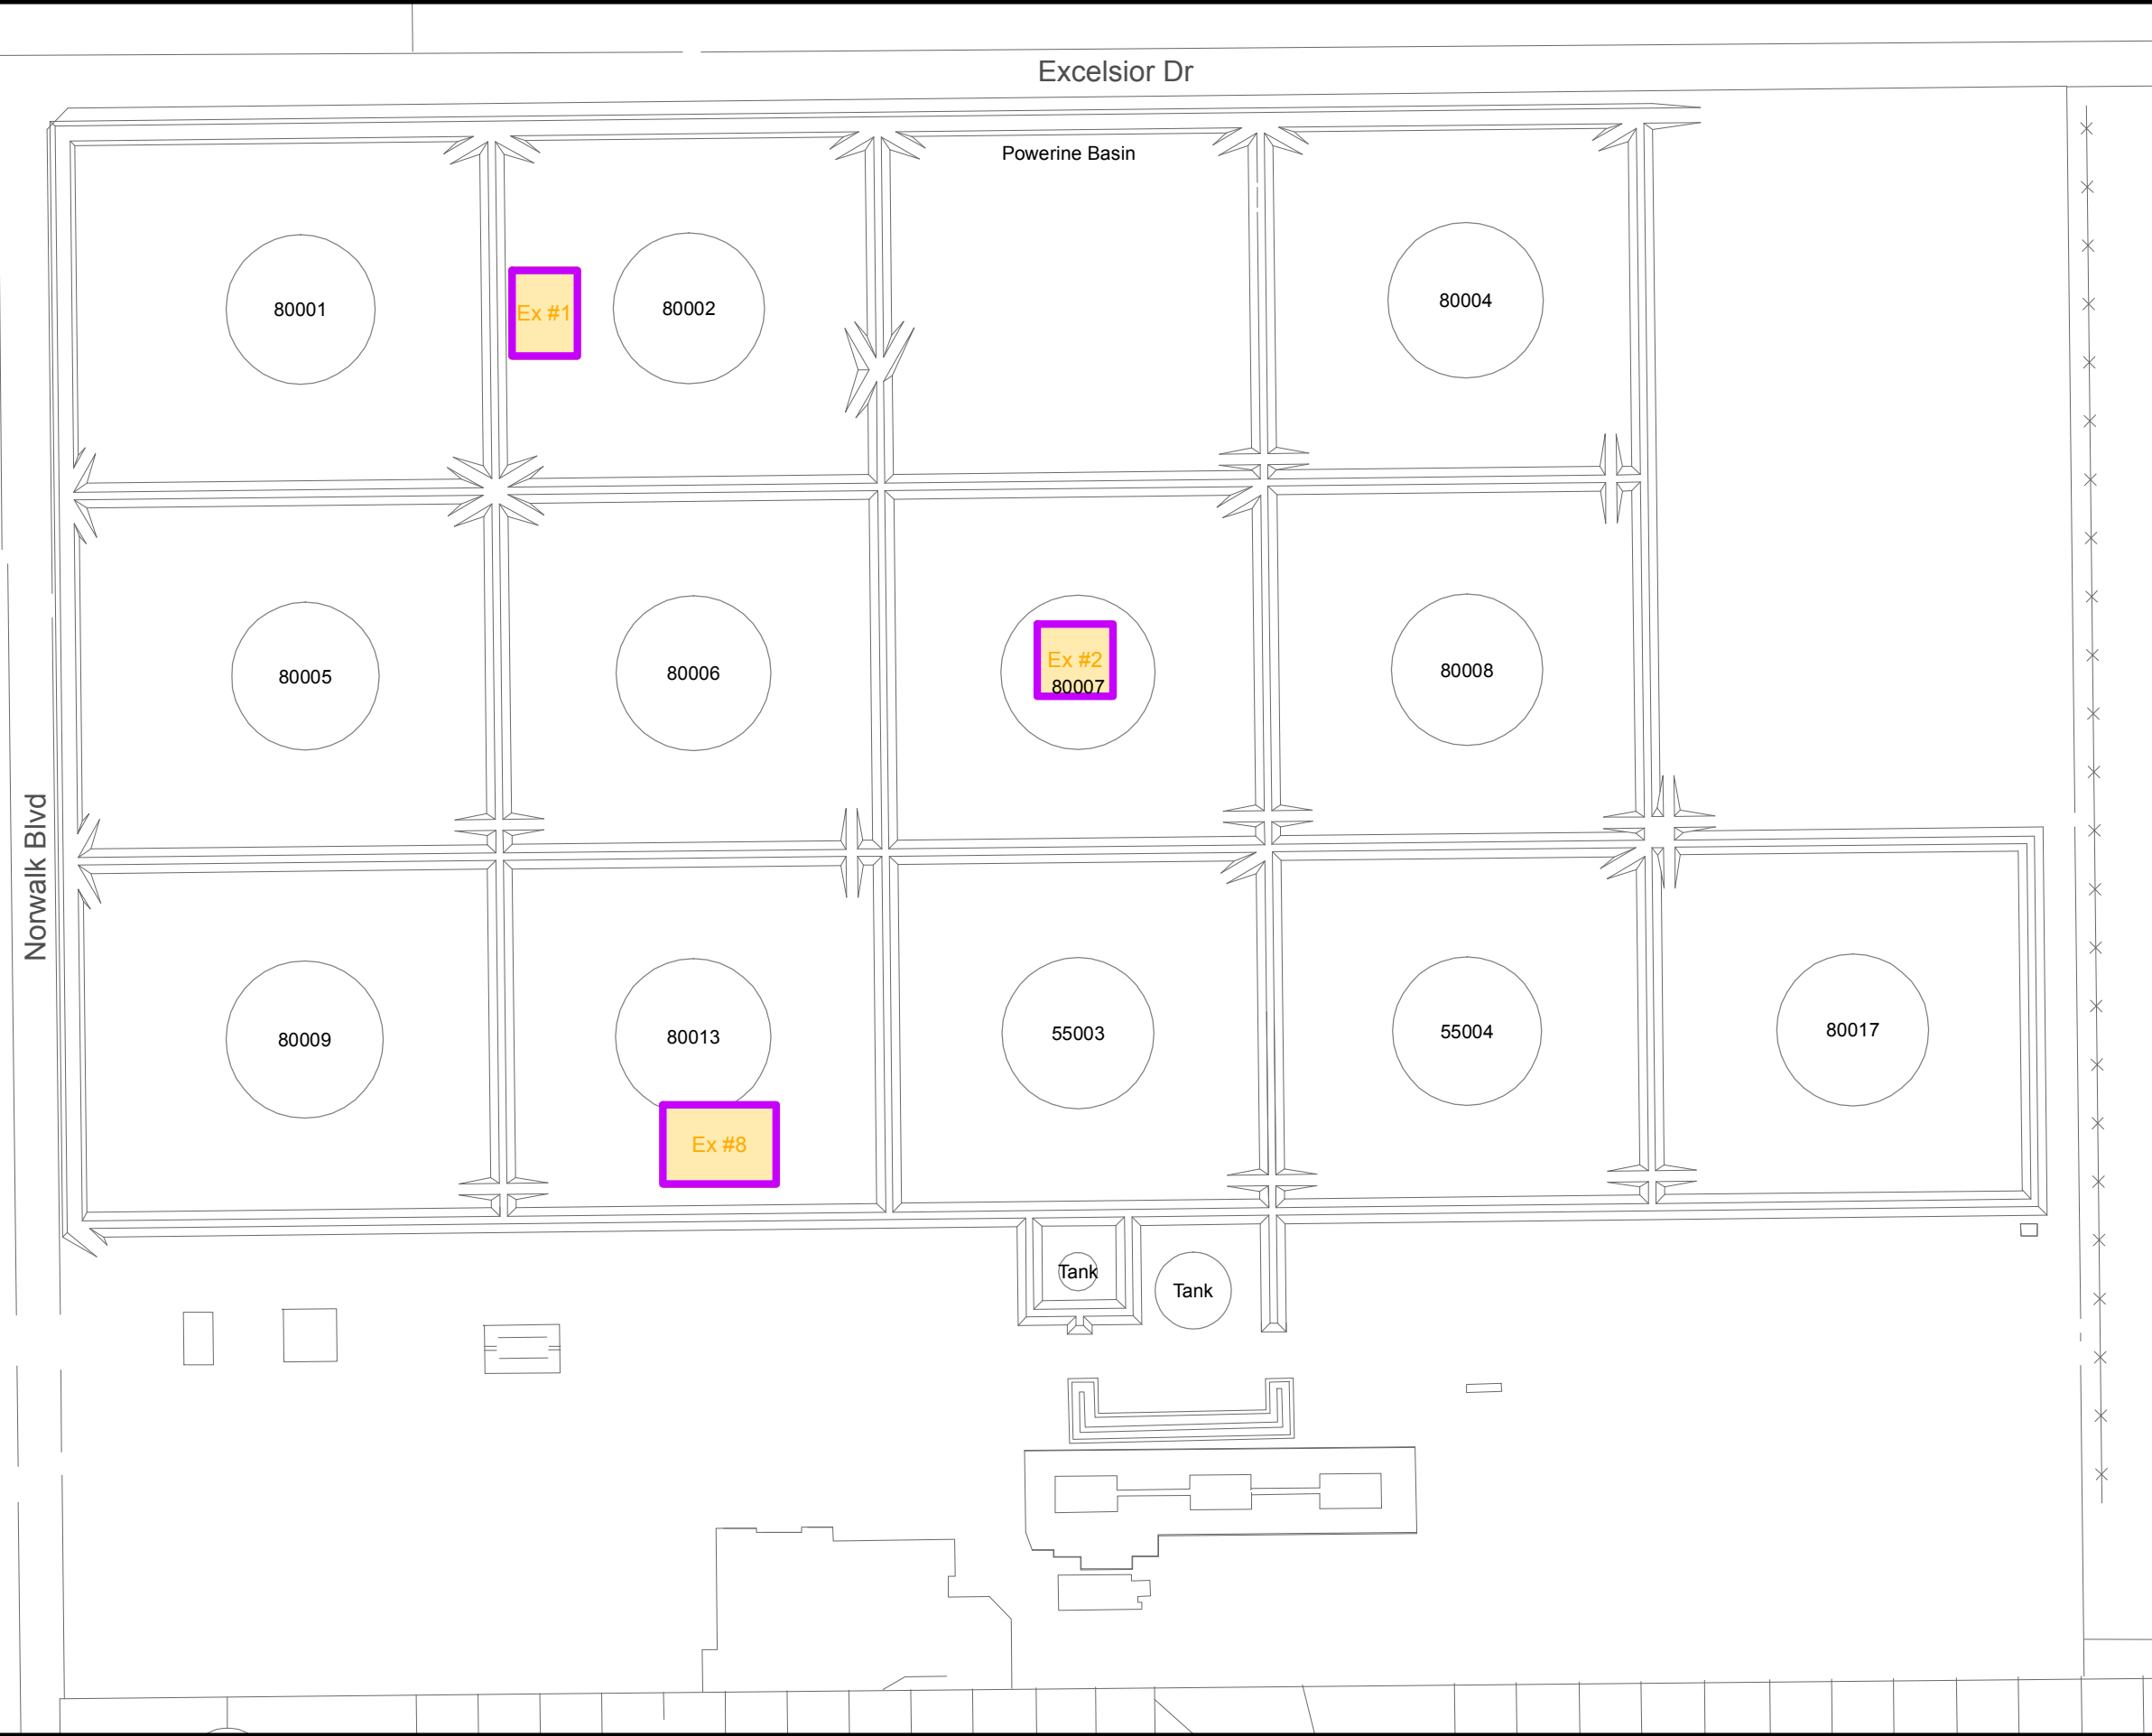 Excelsior Dr
Powerine Basin
80001
Ex #1
80002
80004
80005
80006
Ex #2
80007
80008
Norwalk Blvd
80009
80013
55003
55004
80017
Ex #8
Tank
Tank